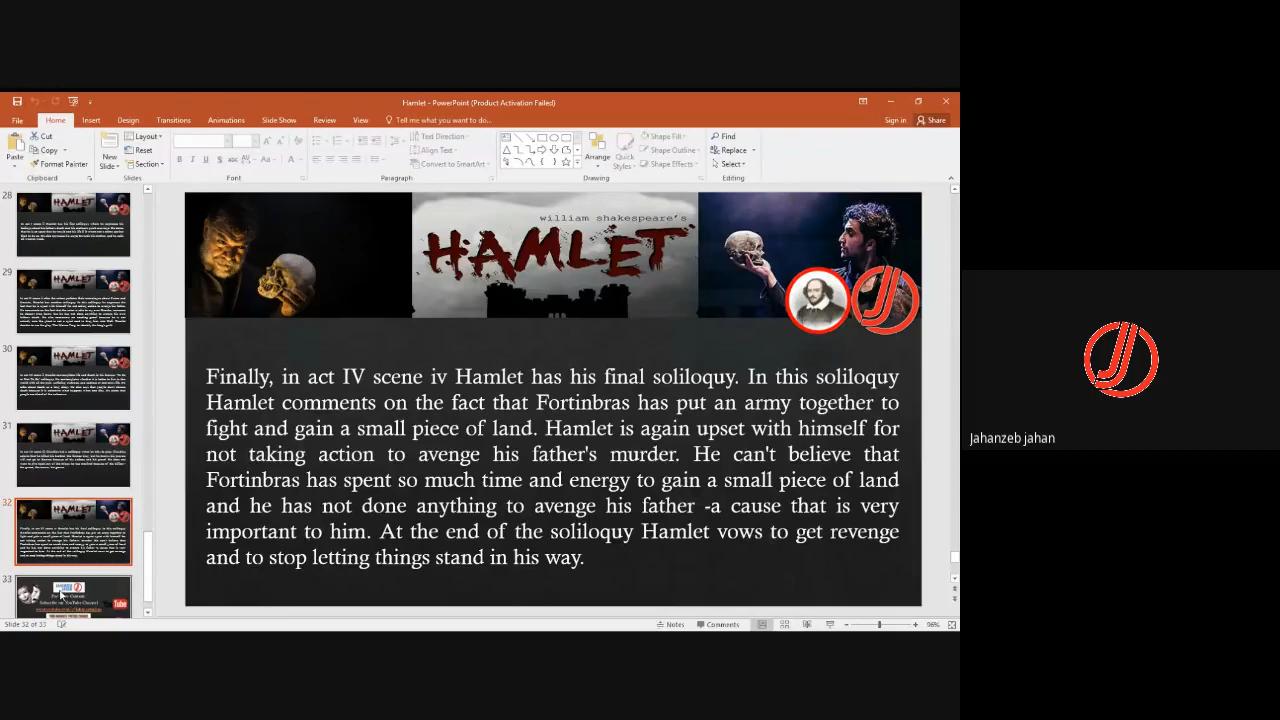 Hamlet - PowerPoint (Product Activation Failed)
File Home Insert Design Transitions Animations Slide Show Review View Tell me what you want to do... Sign in Share
Paste Cut Copy Format Painter Clipboard
New Slide Layout Reset Section Slides
Font
Text Direction Align Text Convert to SmartArt Paragraph
Arrange Quick Styles Shape Fill Shape Outline Shape Effects Drawing
Find Replace Select Editing
28
HAMLET
29
HAMLET
30
HAMLET
31
HAMLET
32
HAMLET
33
william shakespeare's
HAMLET
Finally, in act IV scene iv Hamlet has his final soliloquy. In this soliloquy
Hamlet comments on the fact that Fortinbras has put an army together to
fight and gain a small piece of land. Hamlet is again upset with himself for
not taking action to avenge his father's murder. He can't believe that
Fortinbras has spent so much time and energy to gain a small piece of land
and he has not done anything to avenge his father -a cause that is very
important to him. At the end of the soliloquy Hamlet vows to get revenge
and to stop letting things stand in his way.
Jahanzeb jahan
Slide 32 of 33 Notes Comments 96%